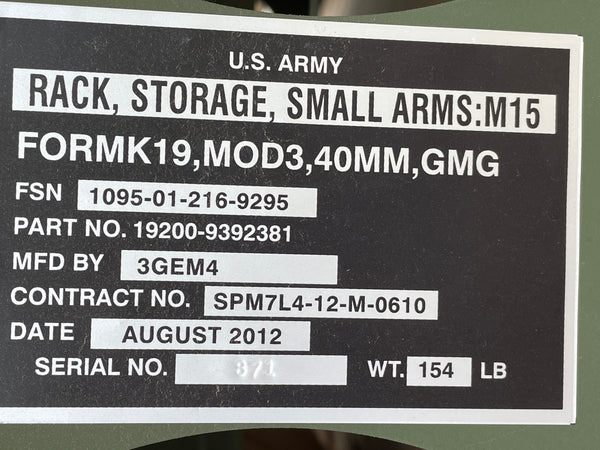 U.S. ARMY
RACK, STORAGE, SMALL ARMS:M15
FORMK19,MOD3,40MM,GMG
FSN 1095-01-216-9295
PART NO. 19200-9392381
MFD BY 3GEM4
CONTRACT NO. SPM7L4-12-M-0610
DATE AUGUST 2012
SERIAL NO. 871 WT. 154 LB